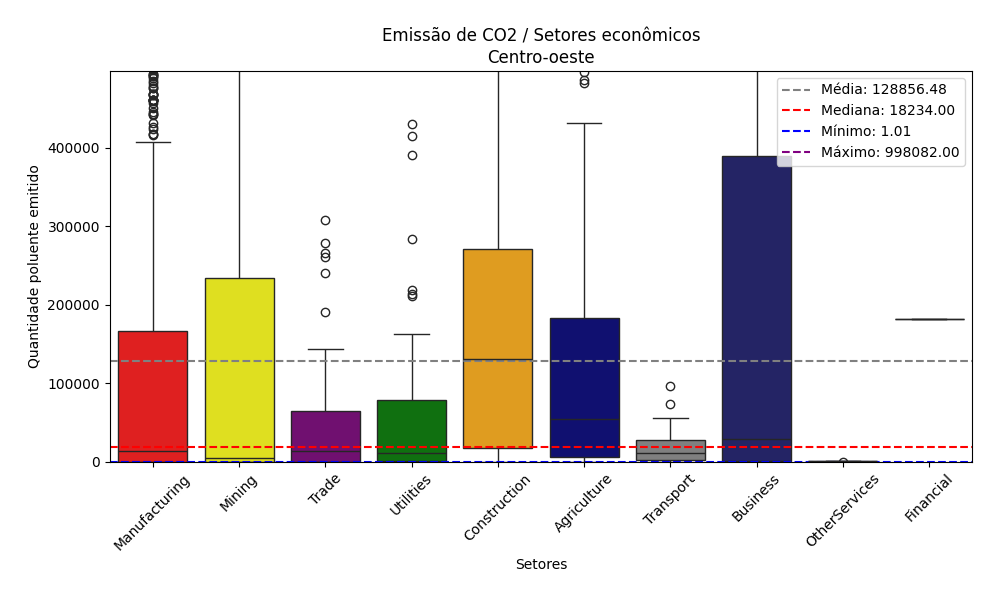 Emissão de CO2 / Setores econômicos
Centro-oeste
Média: 128856.48
Mediana: 18234.00
Mínimo: 1.01
Máximo: 998082.00
Quantidade poluente emitido
400000
300000
200000
100000
0
Manufacturing
Mining
Trade
Utilities
Construction
Agriculture
Transport
Business
OtherServices
Financial
Setores